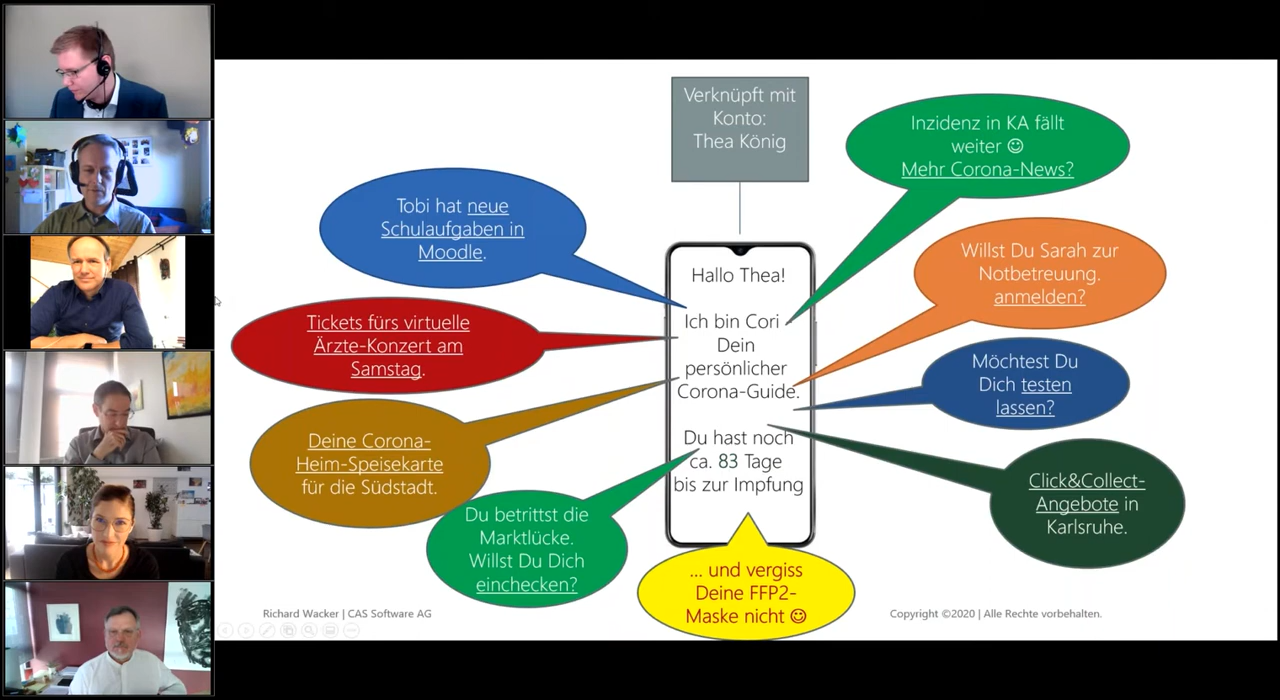 Verknüpft mit
Konto:
Thea König
Inzidenz in KA fällt
weiter ☺
Mehr Corona-News?
Tobi hat neue
Schulaufgaben in
Moodle.
Willst Du Sarah zur
Notbetreuung.
anmelden?
Hallo Thea!
Ich bin Cori -
Dein
persönlicher
Corona-Guide.
Du hast noch
ca. 83 Tage
bis zur Impfung
Tickets fürs virtuelle
Ärzte-Konzert am
Samstag.
Möchtest Du
Dich testen
lassen?
Deine Corona-
Heim-Speisekarte
für die Südstadt.
Click&Collect-
Angebote in
Karlsruhe.
Du betrittst die
Marktlücke.
Willst Du Dich
einchecken?
... und vergiss
Deine FFP2-
Maske nicht ☺
Richard Wacker | CAS Software AG
Copyright ©2020 | Alle Rechte vorbehalten.